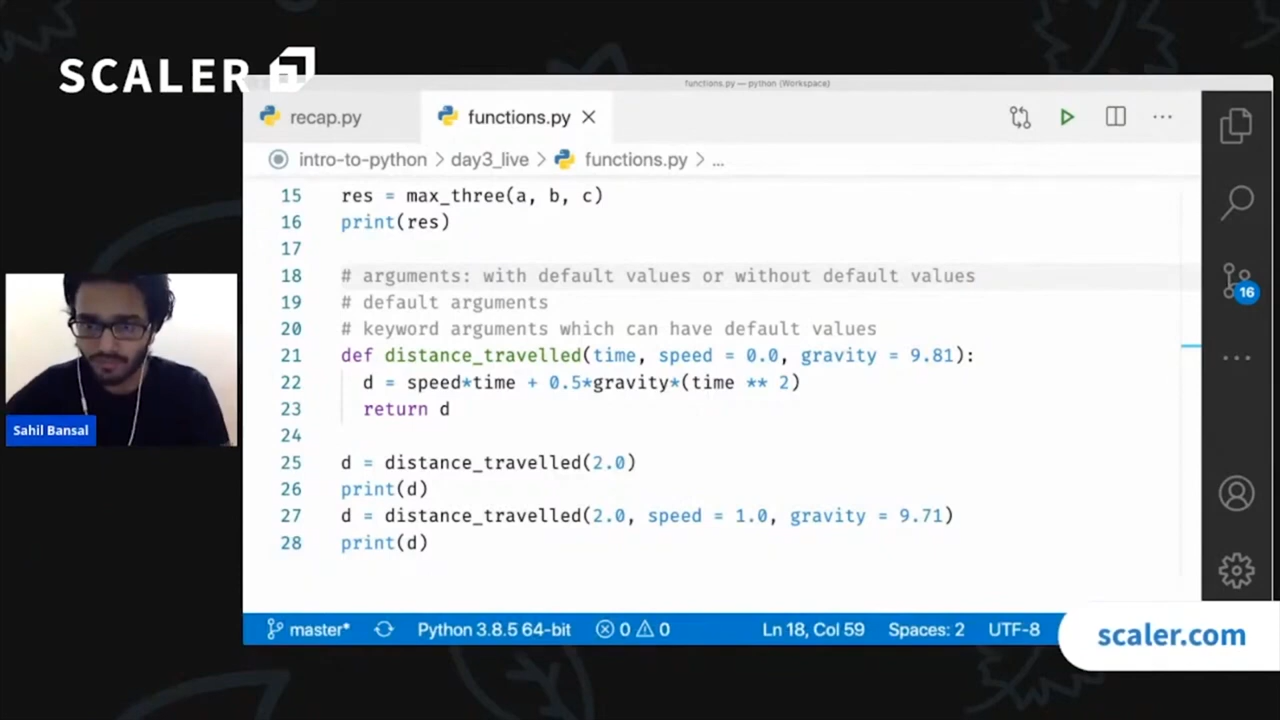 SCALER
functions.py — python (Workspace)
recap.py
functions.py
intro-to-python > day3_live > functions.py > ...
15 res = max_three(a, b, c)
16 print(res)
17
18 # arguments: with default values or without default values
19 # default arguments
20 # keyword arguments which can have default values
21 def distance_travelled(time, speed = 0.0, gravity = 9.81):
22 d = speed*time + 0.5*gravity*(time ** 2)
23 return d
24
25 d = distance_travelled(2.0)
26 print(d)
27 d = distance_travelled(2.0, speed = 1.0, gravity = 9.71)
28 print(d)
16
Sahil Bansal
master* Python 3.8.5 64-bit 0 0 Ln 18, Col 59 Spaces: 2 UTF-8
scaler.com